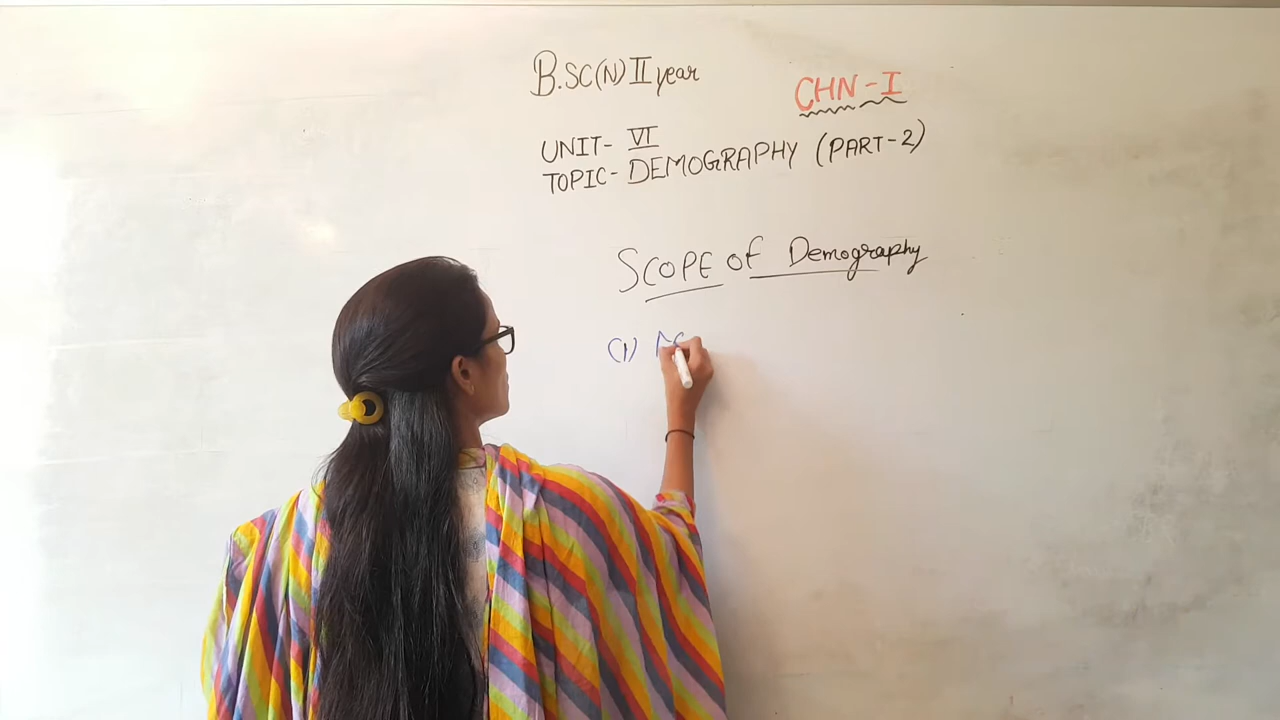 B.SC(N) II year
CHN-I
UNIT- VI
TOPIC- DEMOGRAPHY (PART-2)
SCOPE of Demography
(1)